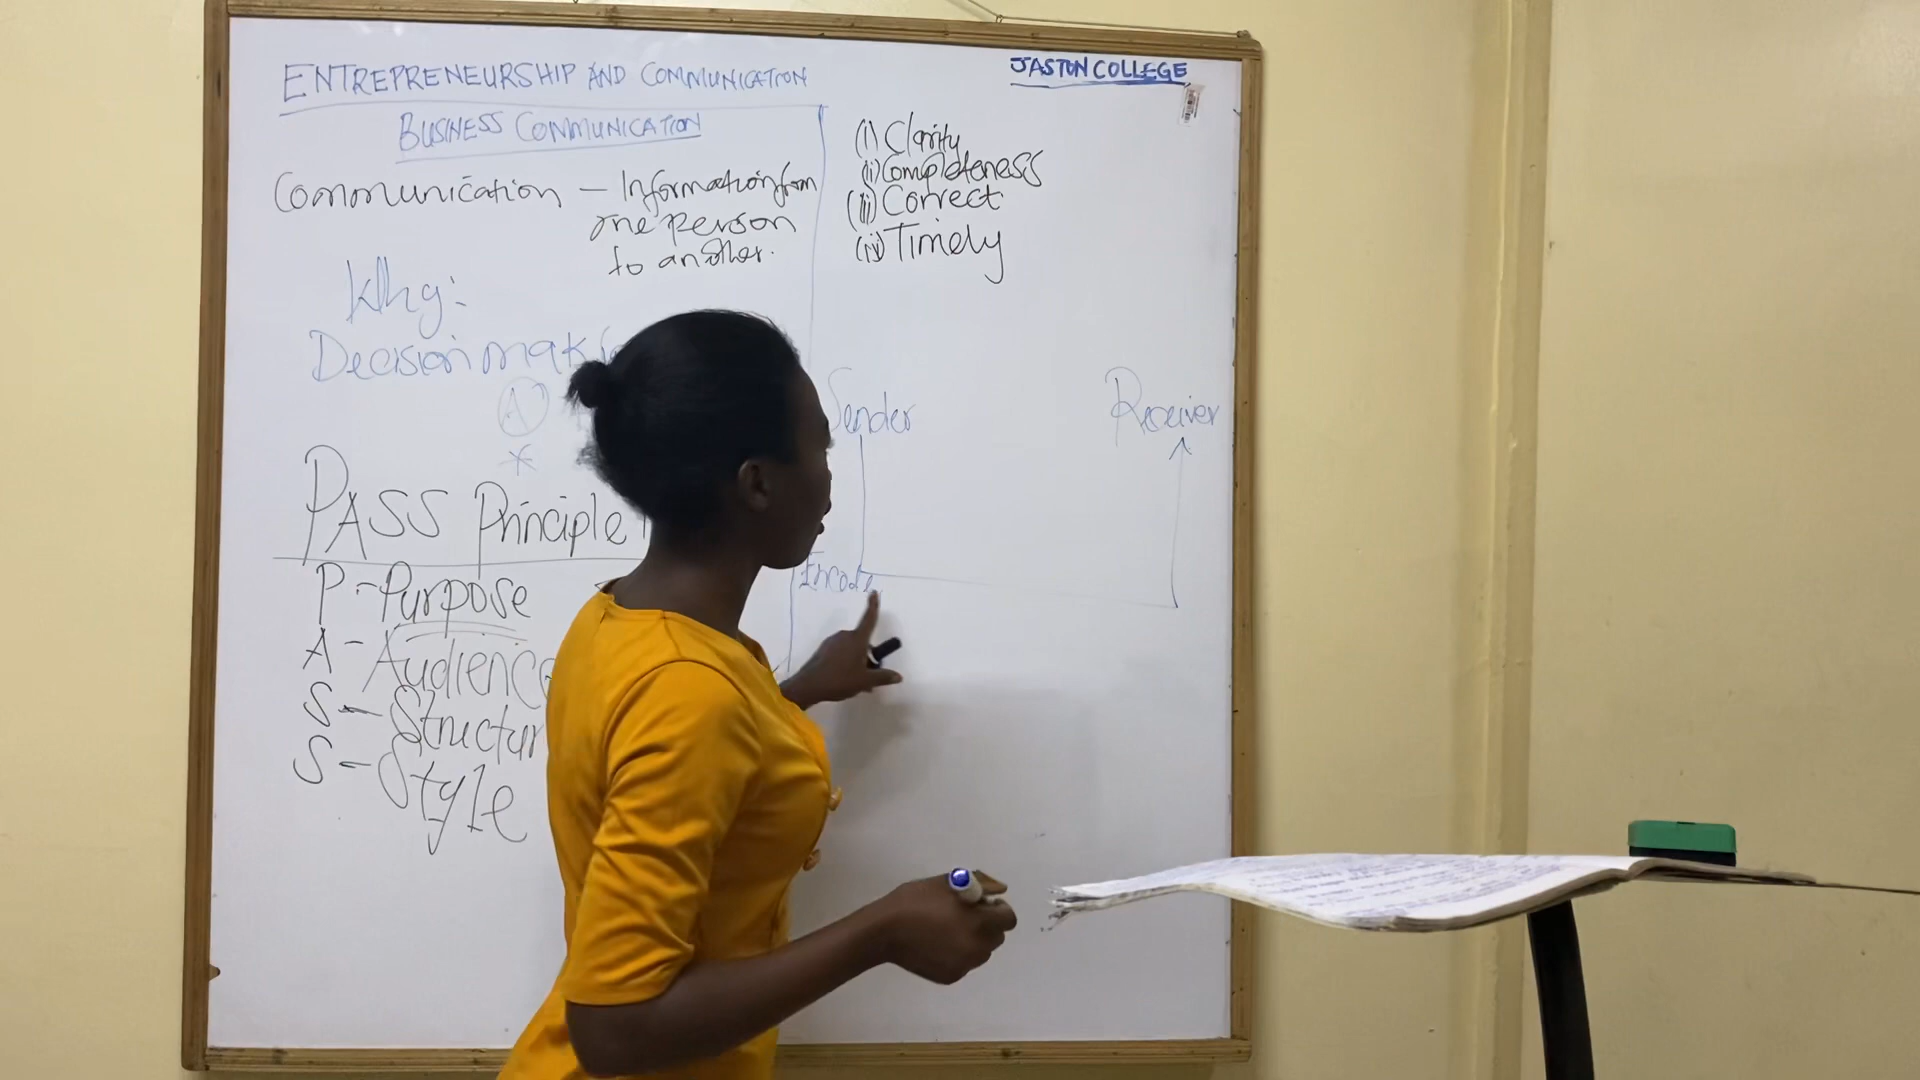 ENTREPRENEURSHIP AND COMMUNICATION
BUSINESS COMMUNICATION
Communication – Information from
one person
to another.
Why:
Decision mak
A
*
PASS Principle
P - Purpose
A - Audience
S - Structur
S - Style
JASTON COLLEGE
(i) Clarity
(ii) Completeness
(iii) Correct
(iv) Timely
Sender
Receiver
Encode